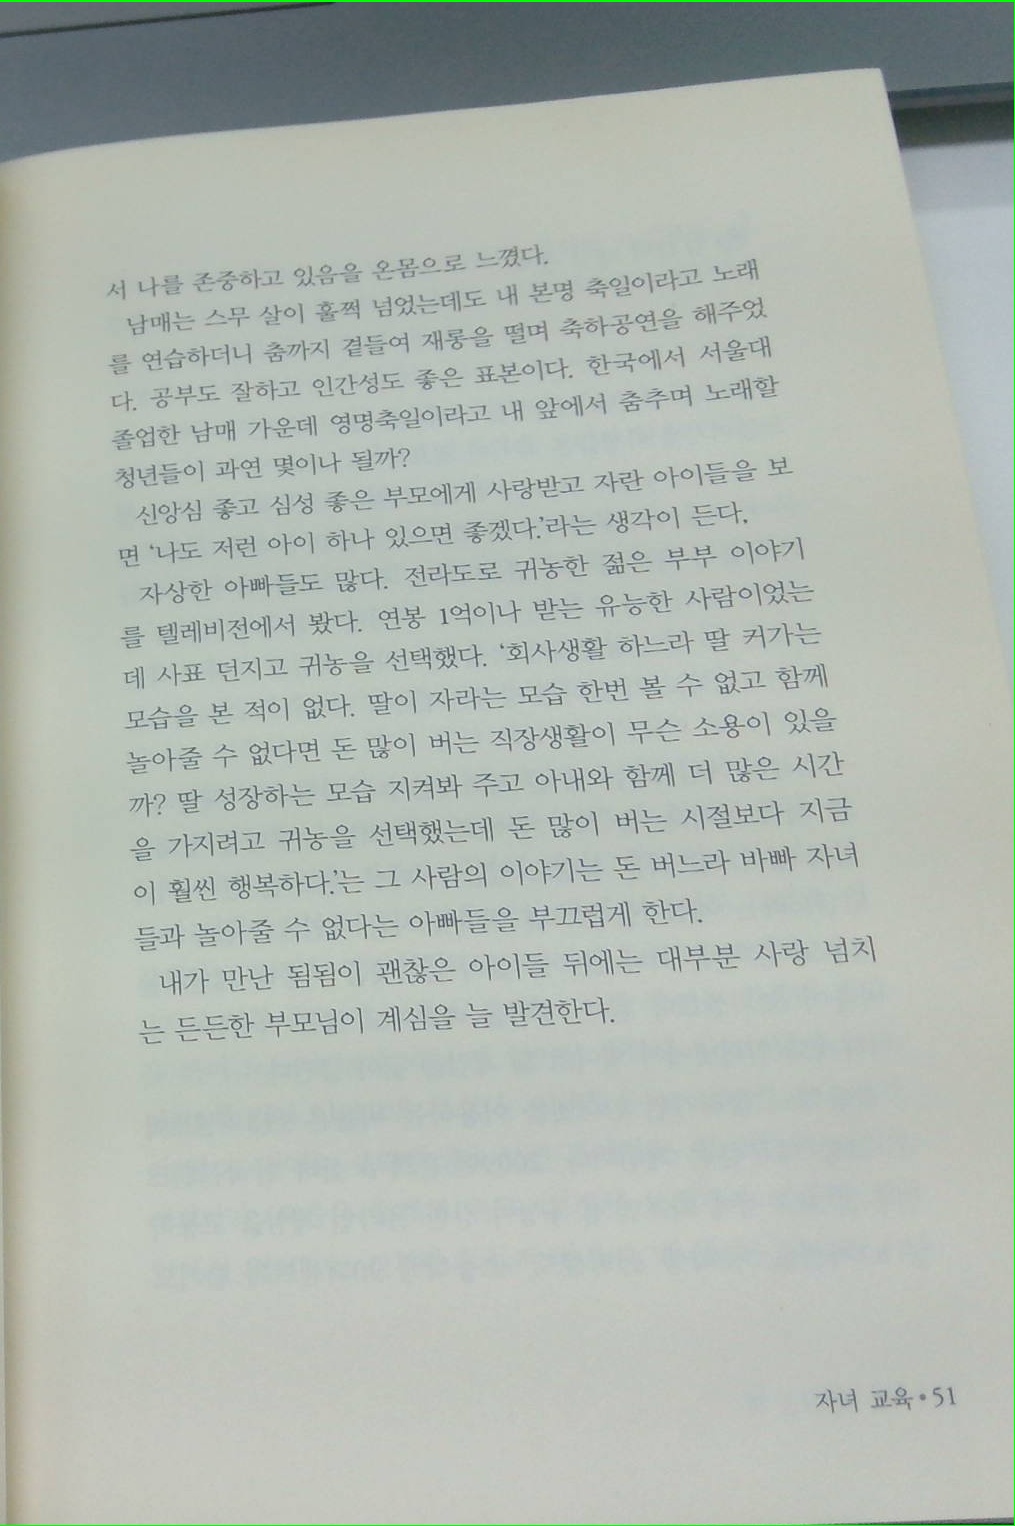 서 나를 존중하고 있음을 온몸으로 느꼈다.
남매는 스무 살이 훌쩍 넘었는데도 내 본명 축일이라고 노래
를 연습하더니 춤까지 곁들여 재롱을 떨며 축하공연을 해주었
다. 공부도 잘하고 인간성도 좋은 표본이다. 한국에서 서울대
졸업한 남매 가운데 영명축일이라고 내 앞에서 춤추며 노래할
청년들이 과연 몇이나 될까?
신앙심 좋고 심성 좋은 부모에게 사랑받고 자란 아이들을 보
면 ‘나도 저런 아이 하나 있으면 좋겠다.’라는 생각이 든다.
자상한 아빠들도 많다. 전라도로 귀농한 젊은 부부 이야기
를 텔레비전에서 봤다. 연봉 1억이나 받는 유능한 사람이었는
데 사표 던지고 귀농을 선택했다. ‘회사생활 하느라 딸 커가는
모습을 본 적이 없다. 딸이 자라는 모습 한번 볼 수 없고 함께
놀아줄 수 없다면 돈 많이 버는 직장생활이 무슨 소용이 있을
까? 딸 성장하는 모습 지켜봐 주고 아내와 함께 더 많은 시간
을 가지려고 귀농을 선택했는데 돈 많이 버는 시절보다 지금
이 훨씬 행복하다.’는 그 사람의 이야기는 돈 버느라 바빠 자녀
들과 놀아줄 수 없다는 아빠들을 부끄럽게 한다.
내가 만난 됨됨이 괜찮은 아이들 뒤에는 대부분 사랑 넘치
는 든든한 부모님이 계심을 늘 발견한다.
자녀 교육 • 51